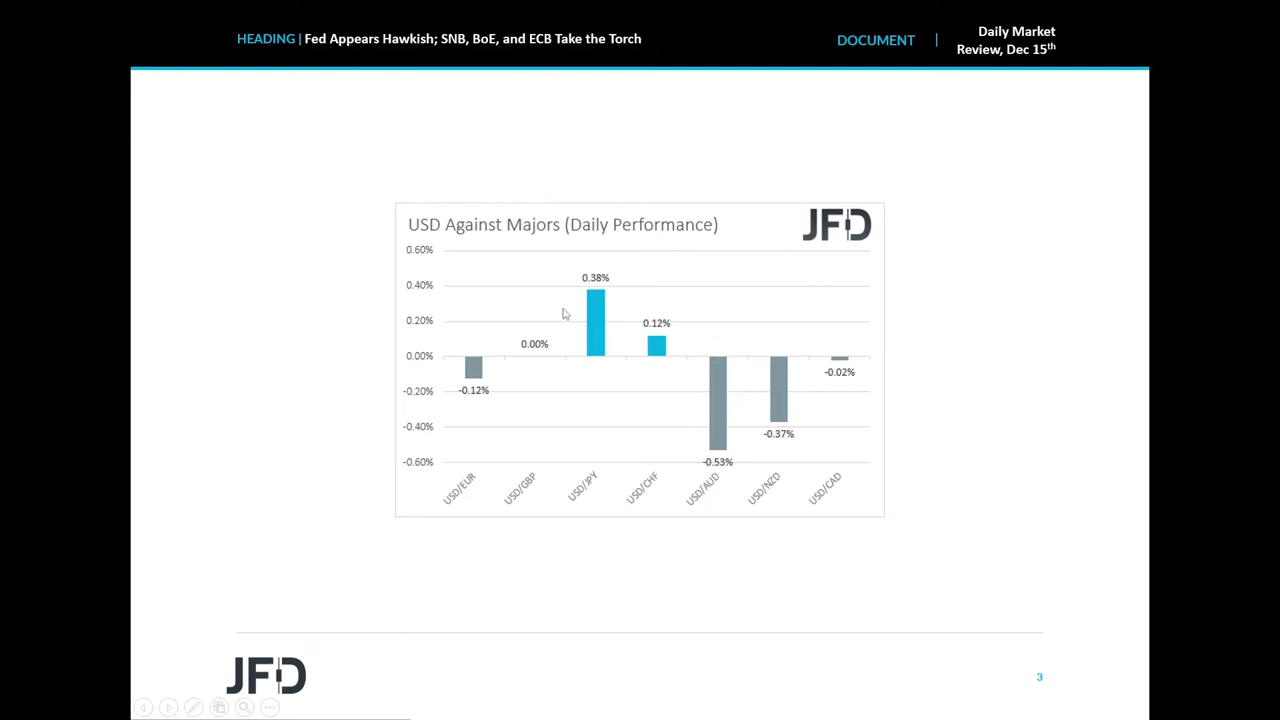 HEADING | Fed Appears Hawkish; SNB, BoE, and ECB Take the Torch
DOCUMENT | Daily Market
Review, Dec 15th
USD Against Majors (Daily Performance)
JFD
0.60%
0.40%
0.20%
0.00%
-0.20%
-0.40%
-0.60%
-0.12%
0.00%
0.38%
0.12%
-0.53%
-0.37%
-0.02%
USD/EUR
USD/GBP
USD/JPY
USD/CHF
USD/AUD
USD/NZD
USD/CAD
JFD
3